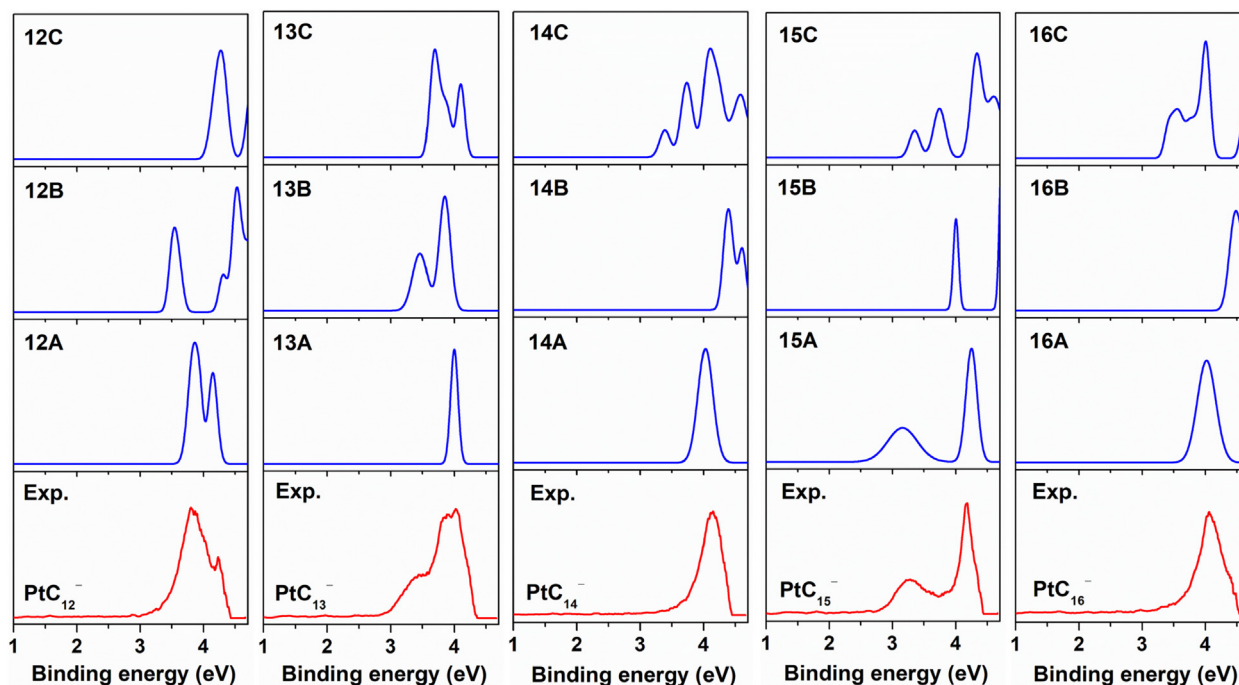 12C
13C
14C
15C
16C
12B
13B
14B
15B
16B
12A
13A
14A
15A
16A
Exp.
Exp.
Exp.
Exp.
Exp.
PtC12−
PtC13−
PtC14−
PtC15−
PtC16−
1 2 3 4
1 2 3 4
1 2 3 4
1 2 3 4
1 2 3 4
Binding energy (eV)
Binding energy (eV)
Binding energy (eV)
Binding energy (eV)
Binding energy (eV)